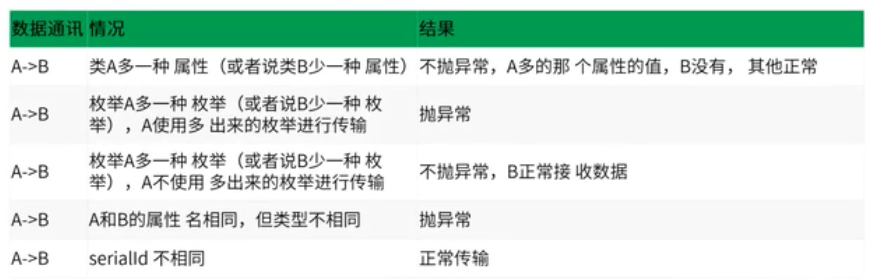 数据通讯 情况 结果
A->B 类A多一种 属性（或者说类B少一种 属性） 不抛异常，A多的那 个属性的值，B没有， 其他正常
枚举A多一种 枚举（或者说B少一种 枚
A->B 抛异常
举），A使用多 出来的枚举进行传输
枚举A多一种 枚举（或者说B少一种 枚
A->B 不抛异常，B正常接 收数据
举），A不使用 多出来的枚举进行传输
A->B A和B的属性 名相同，但类型不相同 抛异常
A->B serialId 不相同 正常传输